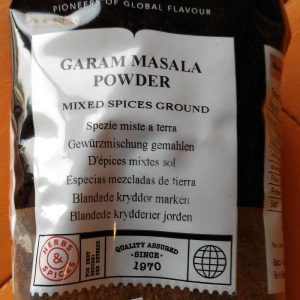 PIONEERS OF GLOBAL FLAVOUR
GARAM MASALA
POWDER
MIXED SPICES GROUND
Spezie miste a terra
Gewürzmischung gemahlen
D'épices mixtes sol
Especias mezcladas de tierra
Blandade kryddor marken
Blandede krydderier jorden
HERBS
&
SPICES
QUALITY ASSURED
·SINCE·
1970